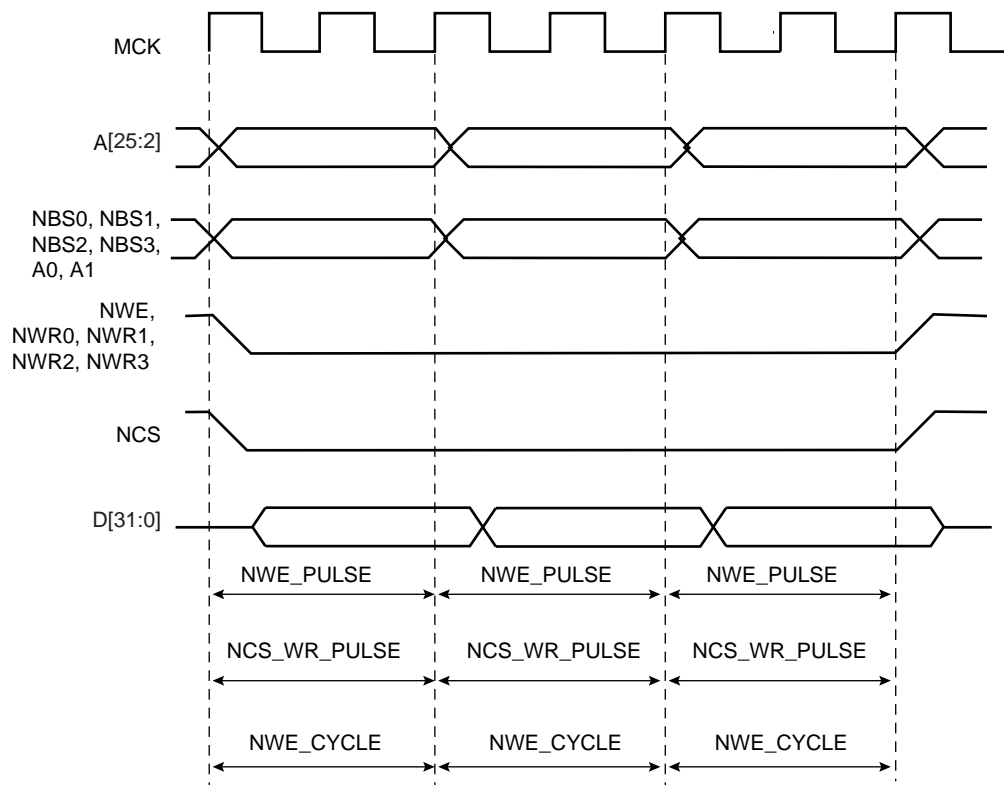 MCK
A[25:2]
NBS0, NBS1,
NBS2, NBS3,
A0, A1
NWE,
NWR0, NWR1,
NWR2, NWR3
NCS
D[31:0]
NWE_PULSE NWE_PULSE NWE_PULSE
NCS_WR_PULSE NCS_WR_PULSE NCS_WR_PULSE
NWE_CYCLE NWE_CYCLE NWE_CYCLE